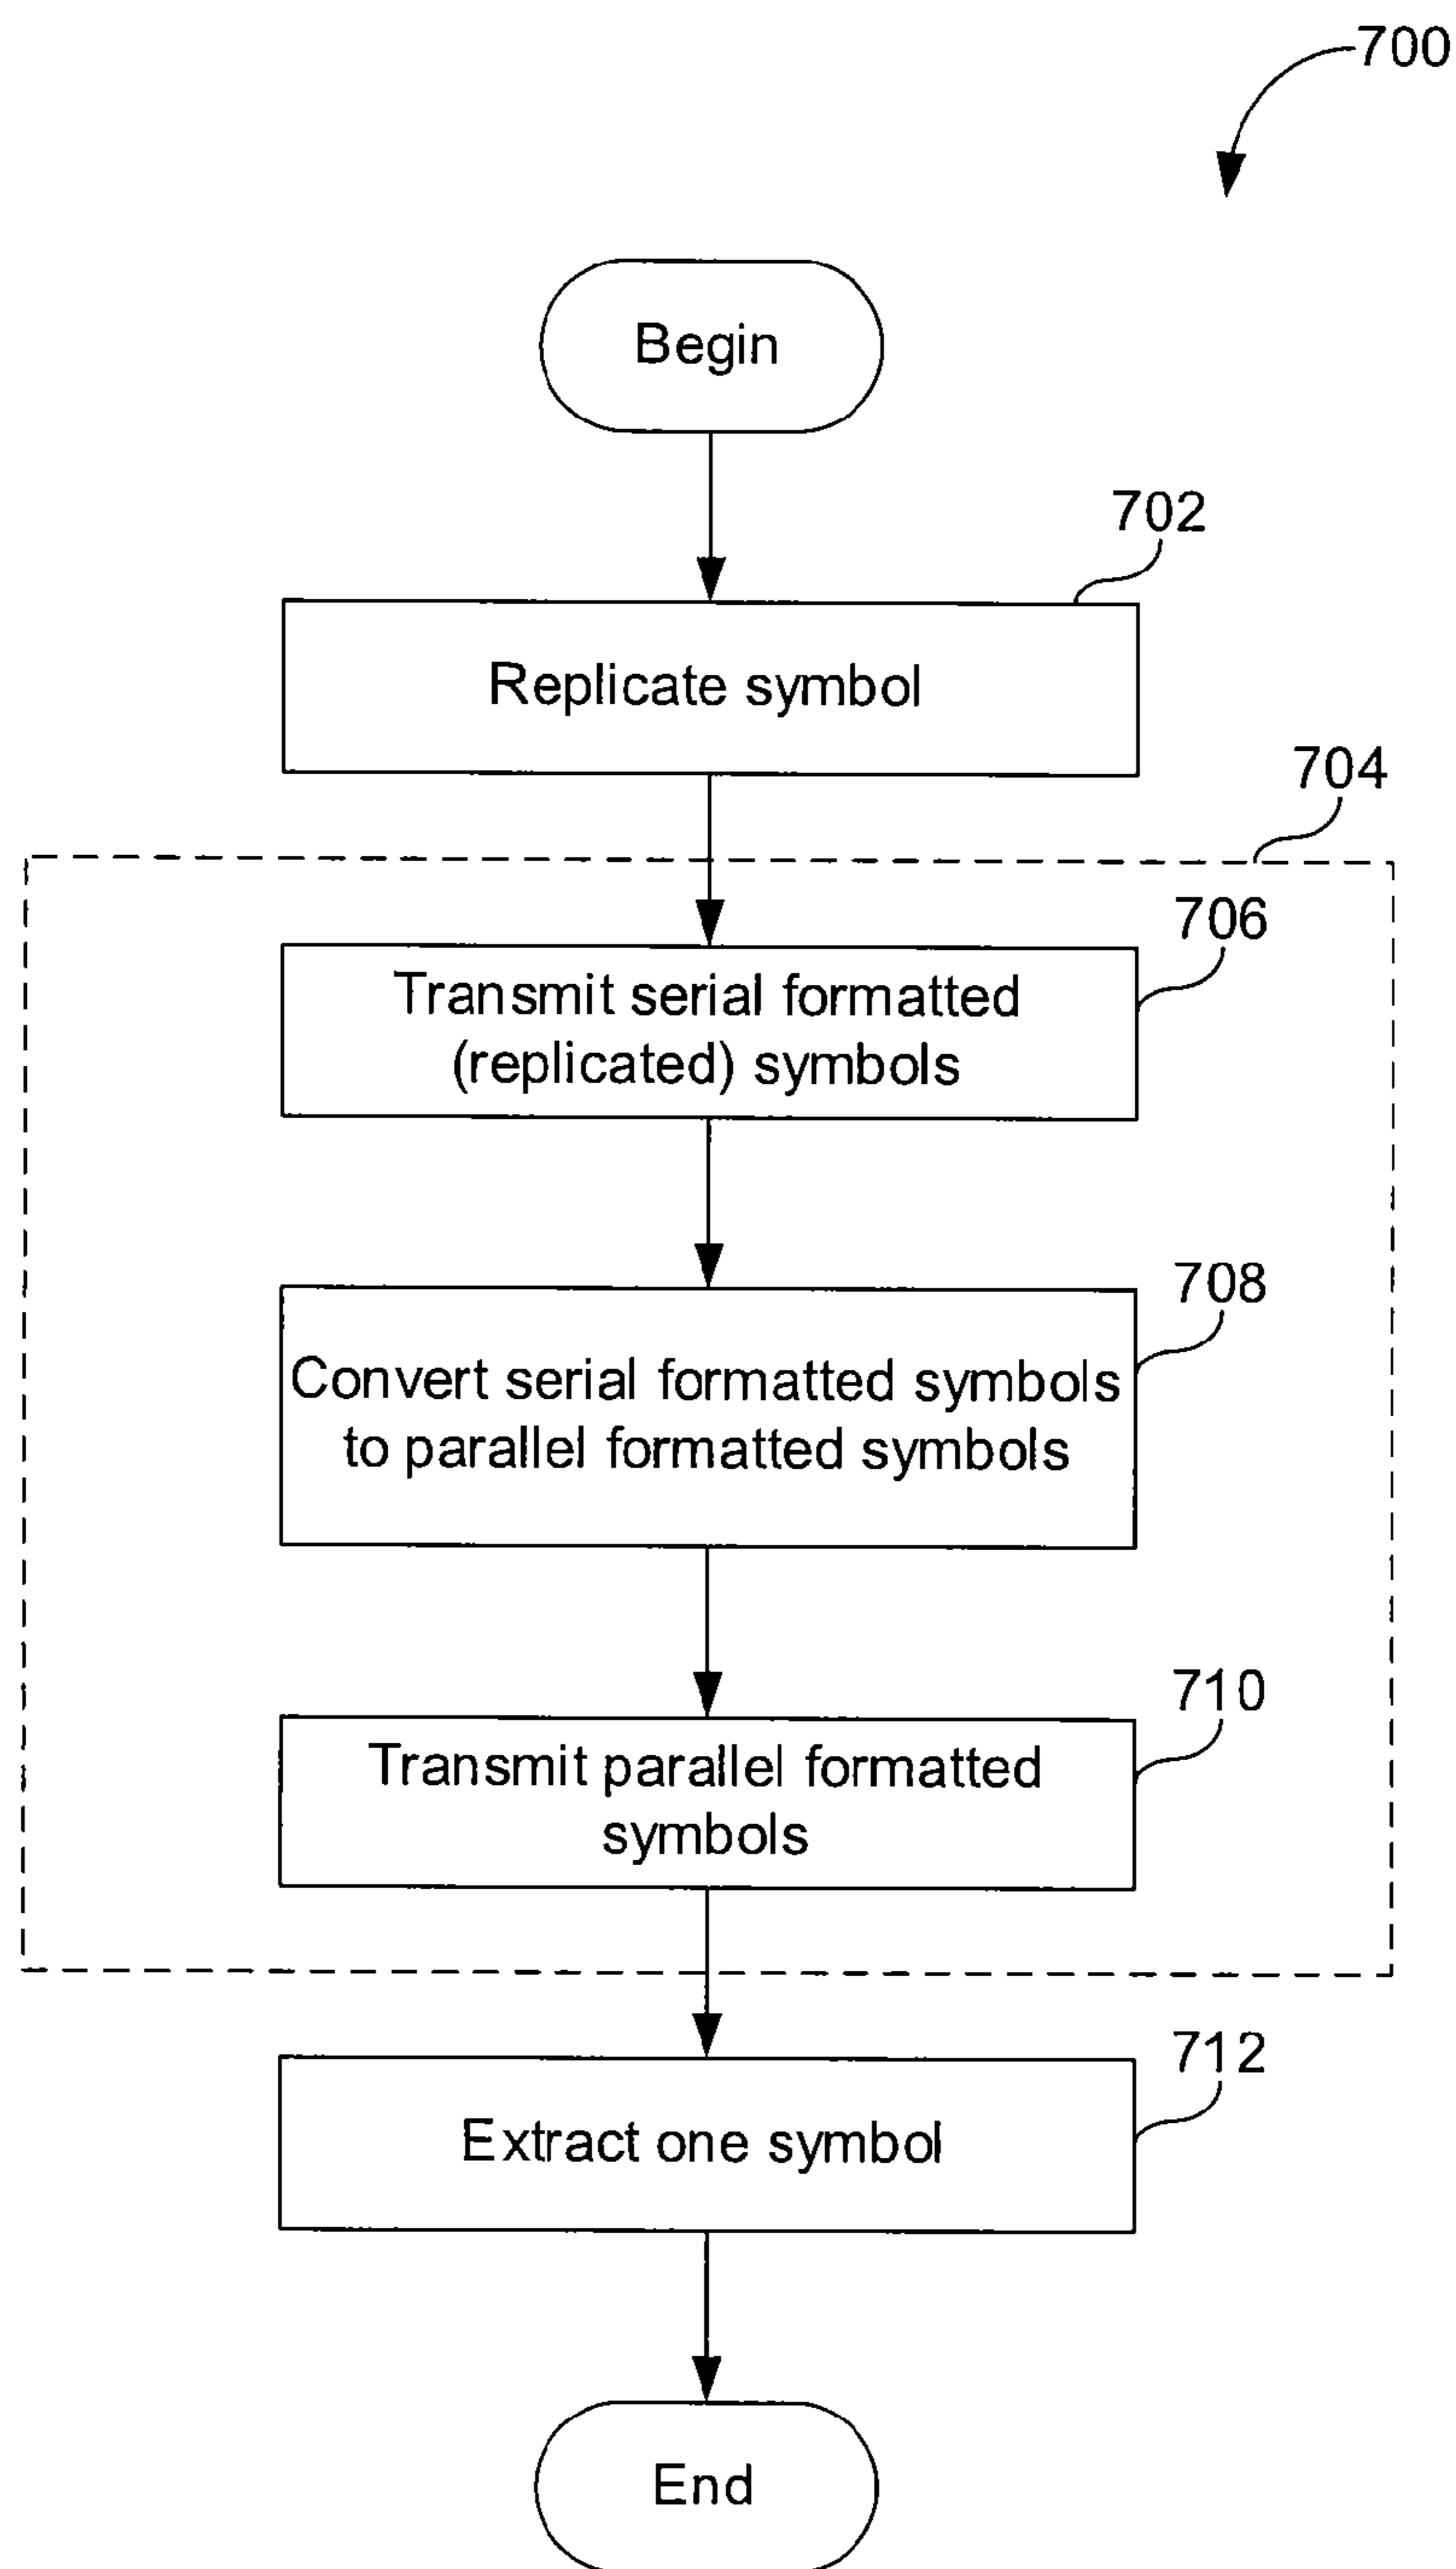 700
Begin
702
Replicate symbol
704
706
Transmit serial formatted
(replicated) symbols
708
Convert serial formatted symbols
to parallel formatted symbols
710
Transmit parallel formatted
symbols
712
Extract one symbol
End